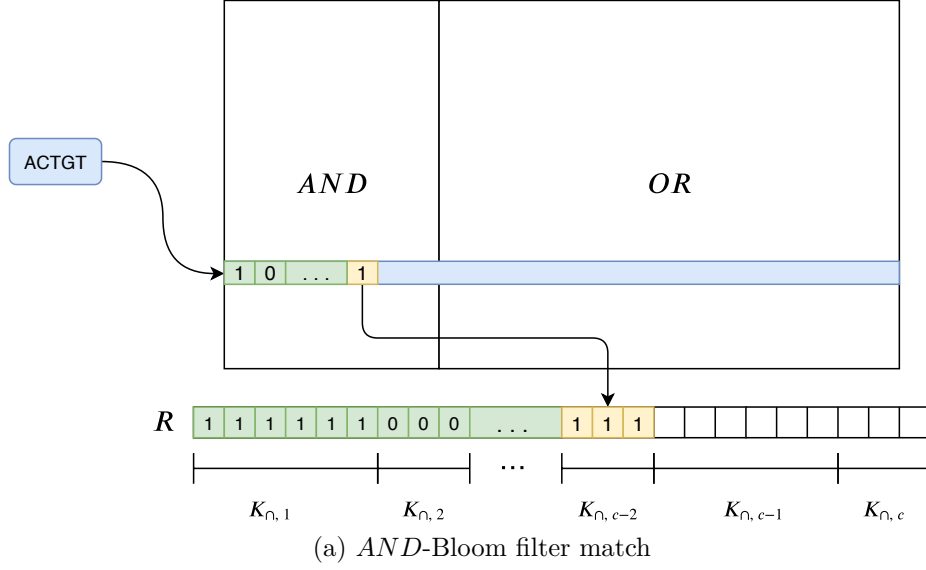 ACTGT
AND OR
1 0 ... 1
R 1 1 1 1 1 1 0 0 0 ... 1 1 1
...
K∩, 1 K∩, 2 K∩, c−2 K∩, c−1 K∩, c
(a) AND-Bloom filter match